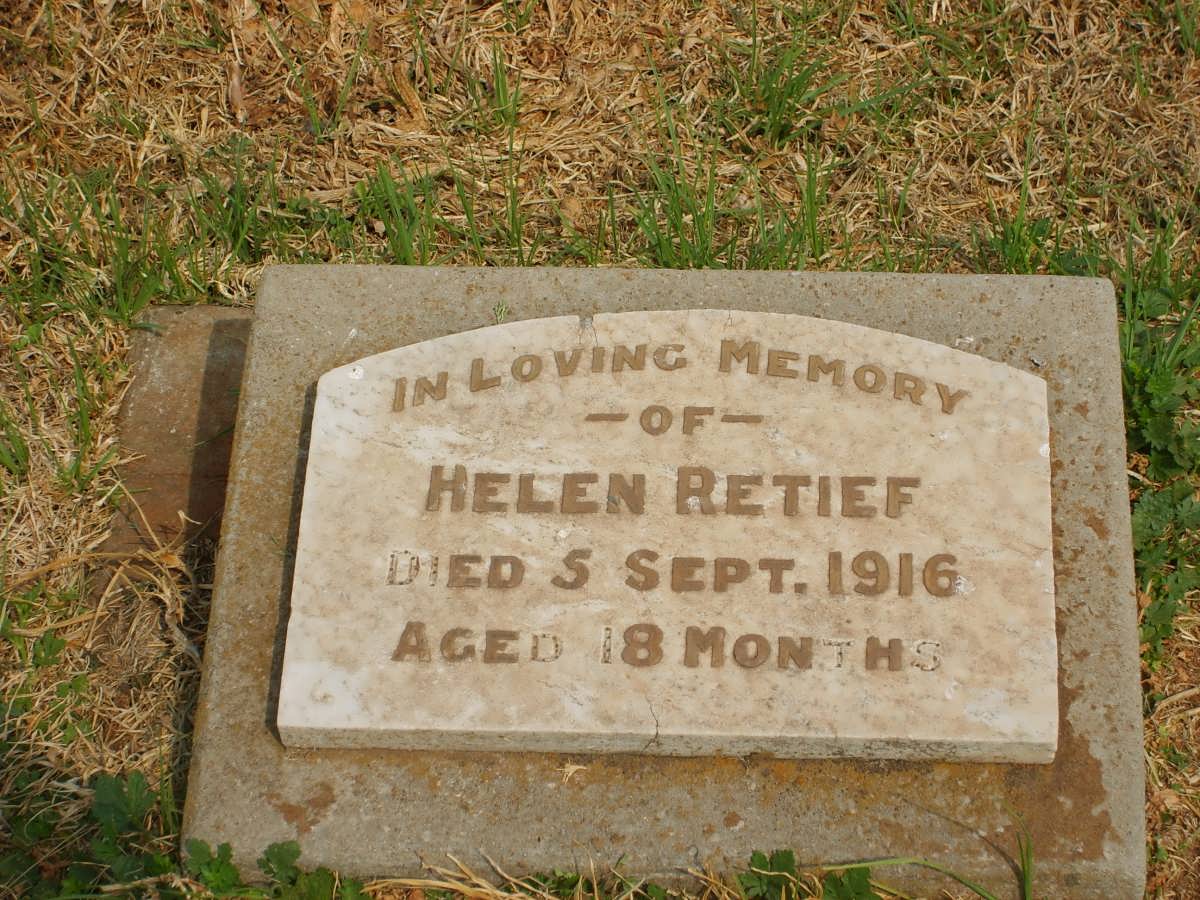 IN LOVING MEMORY
— OF —
HELEN RETIEF
DIED 5 SEPT. 1916
AGED 18 MONTHS